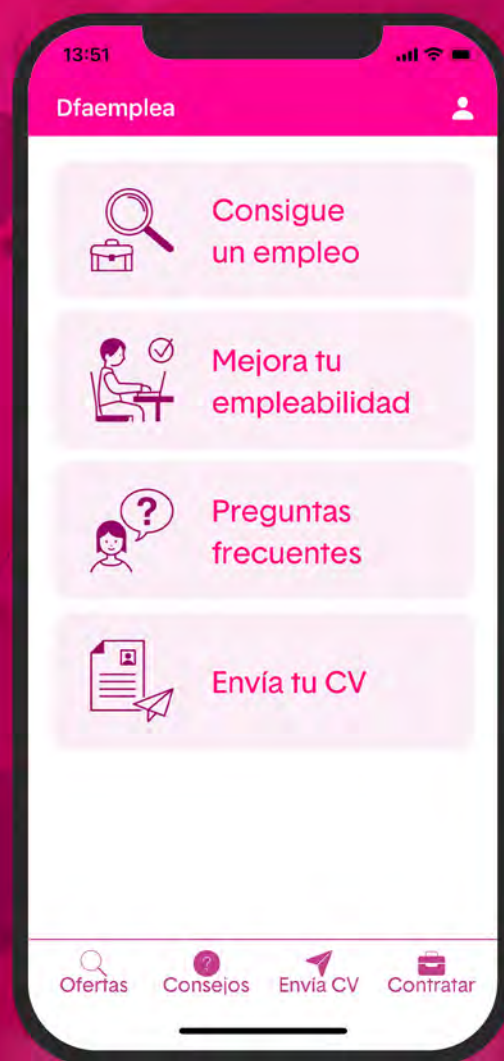 13:51
Dfaemplea
Consigue
un empleo
Mejora tu
empleabilidad
?
Preguntas
frecuentes
Envía tu CV
?
Ofertas Consejos Envía CV Contratar